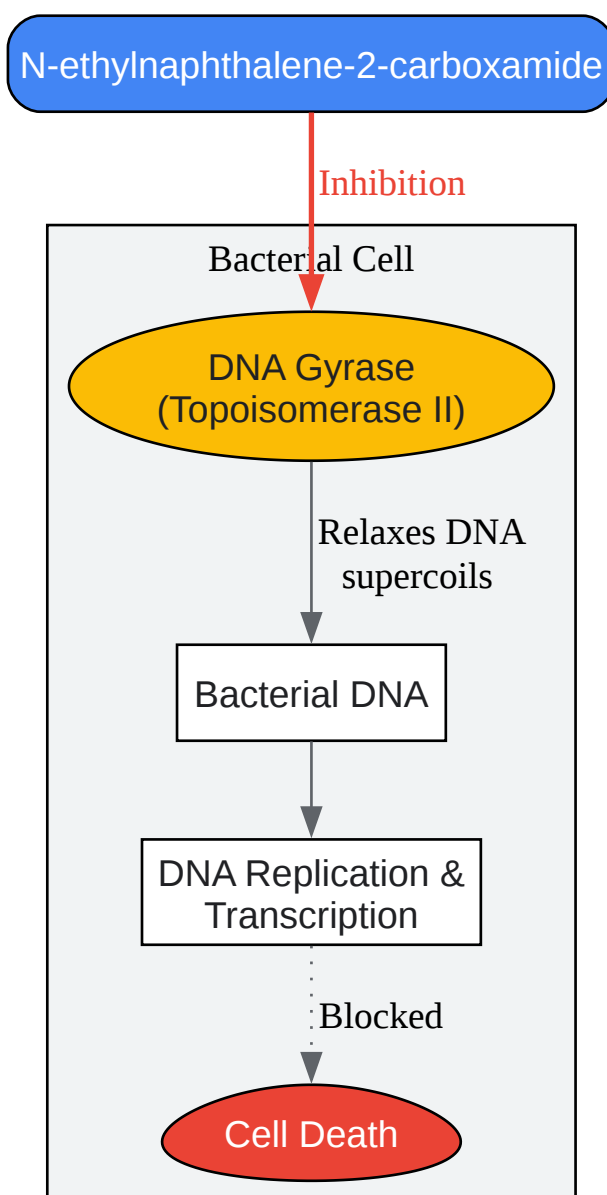 N-ethylnaphthalene-2-carboxamide
Inhibition
Bacterial Cell
DNA Gyrase
(Topoisomerase II)
Relaxes DNA
supercoils
Bacterial DNA
DNA Replication &
Transcription
Blocked
Cell Death